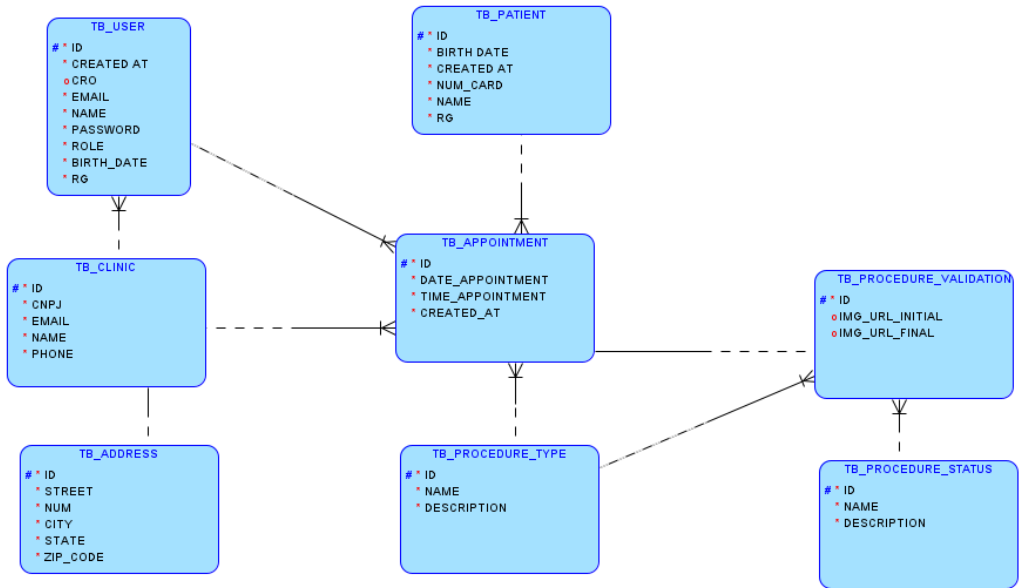 TB_USER
# * ID
* CREATED AT
o CRO
* EMAIL
* NAME
* PASSWORD
* ROLE
* BIRTH_DATE
* RG
TB_PATIENT
# * ID
* BIRTH DATE
* CREATED AT
* NUM_CARD
* NAME
* RG
TB_CLINIC
# * ID
* CNPJ
* EMAIL
* NAME
* PHONE
TB_APPOINTMENT
# * ID
* DATE_APPOINTMENT
* TIME_APPOINTMENT
* CREATED_AT
TB_PROCEDURE_VALIDATION
# * ID
o IMG_URL_INITIAL
o IMG_URL_FINAL
TB_ADDRESS
# * ID
* STREET
* NUM
* CITY
* STATE
* ZIP_CODE
TB_PROCEDURE_TYPE
# * ID
* NAME
* DESCRIPTION
TB_PROCEDURE_STATUS
# * ID
* NAME
* DESCRIPTION